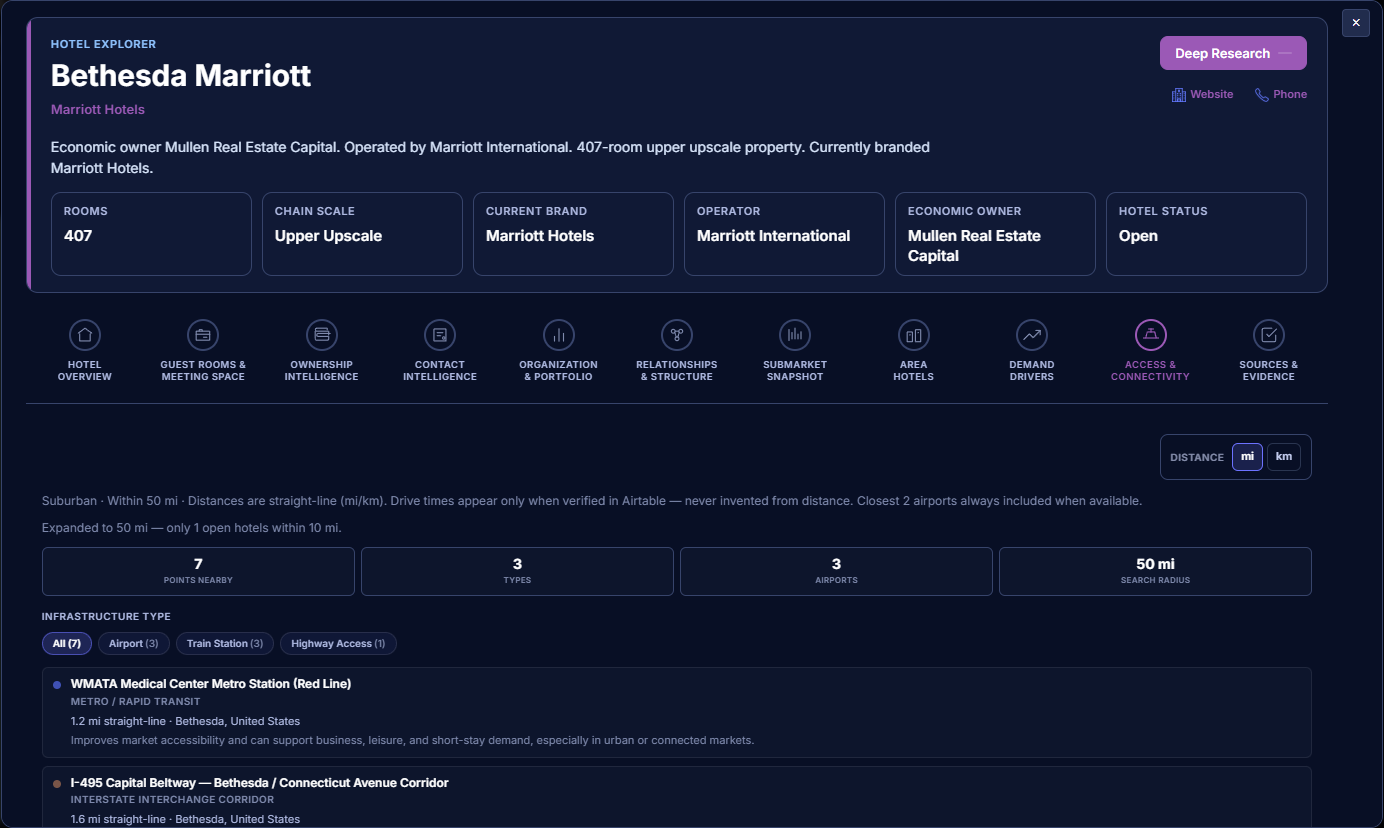 ×
HOTEL EXPLORER
Bethesda Marriott
Marriott Hotels
Deep Research —
Website
Phone
Economic owner Mullen Real Estate Capital. Operated by Marriott International. 407-room upper upscale property. Currently branded
Marriott Hotels.
ROOMS
407
CHAIN SCALE
Upper Upscale
CURRENT BRAND
Marriott Hotels
OPERATOR
Marriott International
ECONOMIC OWNER
Mullen Real Estate
Capital
HOTEL STATUS
Open
HOTEL
OVERVIEW
GUEST ROOMS &
MEETING SPACE
OWNERSHIP
INTELLIGENCE
CONTACT
INTELLIGENCE
ORGANIZATION
& PORTFOLIO
RELATIONSHIPS
& STRUCTURE
SUBMARKET
SNAPSHOT
AREA
HOTELS
DEMAND
DRIVERS
ACCESS &
CONNECTIVITY
SOURCES &
EVIDENCE
DISTANCE mi km
Suburban · Within 50 mi · Distances are straight-line (mi/km). Drive times appear only when verified in Airtable — never invented from distance. Closest 2 airports always included when available.
Expanded to 50 mi — only 1 open hotels within 10 mi.
7
POINTS NEARBY
3
TYPES
3
AIRPORTS
50 mi
SEARCH RADIUS
INFRASTRUCTURE TYPE
All (7) Airport (3) Train Station (3) Highway Access (1)
WMATA Medical Center Metro Station (Red Line)
METRO / RAPID TRANSIT
1.2 mi straight-line · Bethesda, United States
Improves market accessibility and can support business, leisure, and short-stay demand, especially in urban or connected markets.
I-495 Capital Beltway — Bethesda / Connecticut Avenue Corridor
INTERSTATE INTERCHANGE CORRIDOR
1.6 mi straight-line · Bethesda, United States